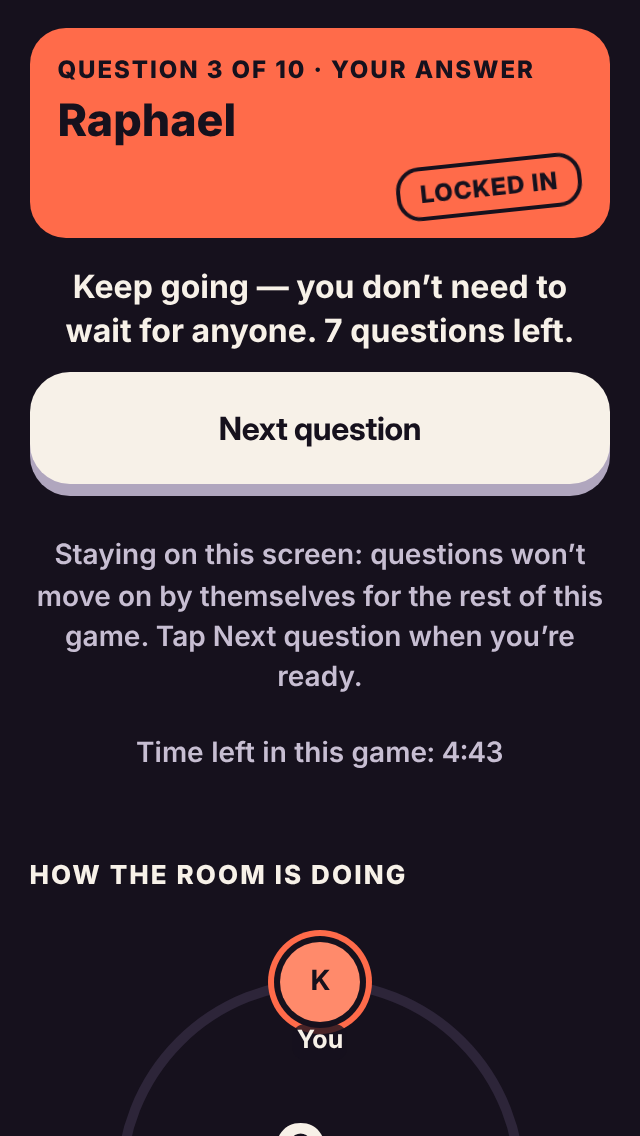 QUESTION 3 OF 10 · YOUR ANSWER
Raphael
LOCKED IN
Keep going — you don’t need to
wait for anyone. 7 questions left.
Next question
Staying on this screen: questions won’t
move on by themselves for the rest of this
game. Tap Next question when you’re
ready.
Time left in this game: 4:43
HOW THE ROOM IS DOING
K
You